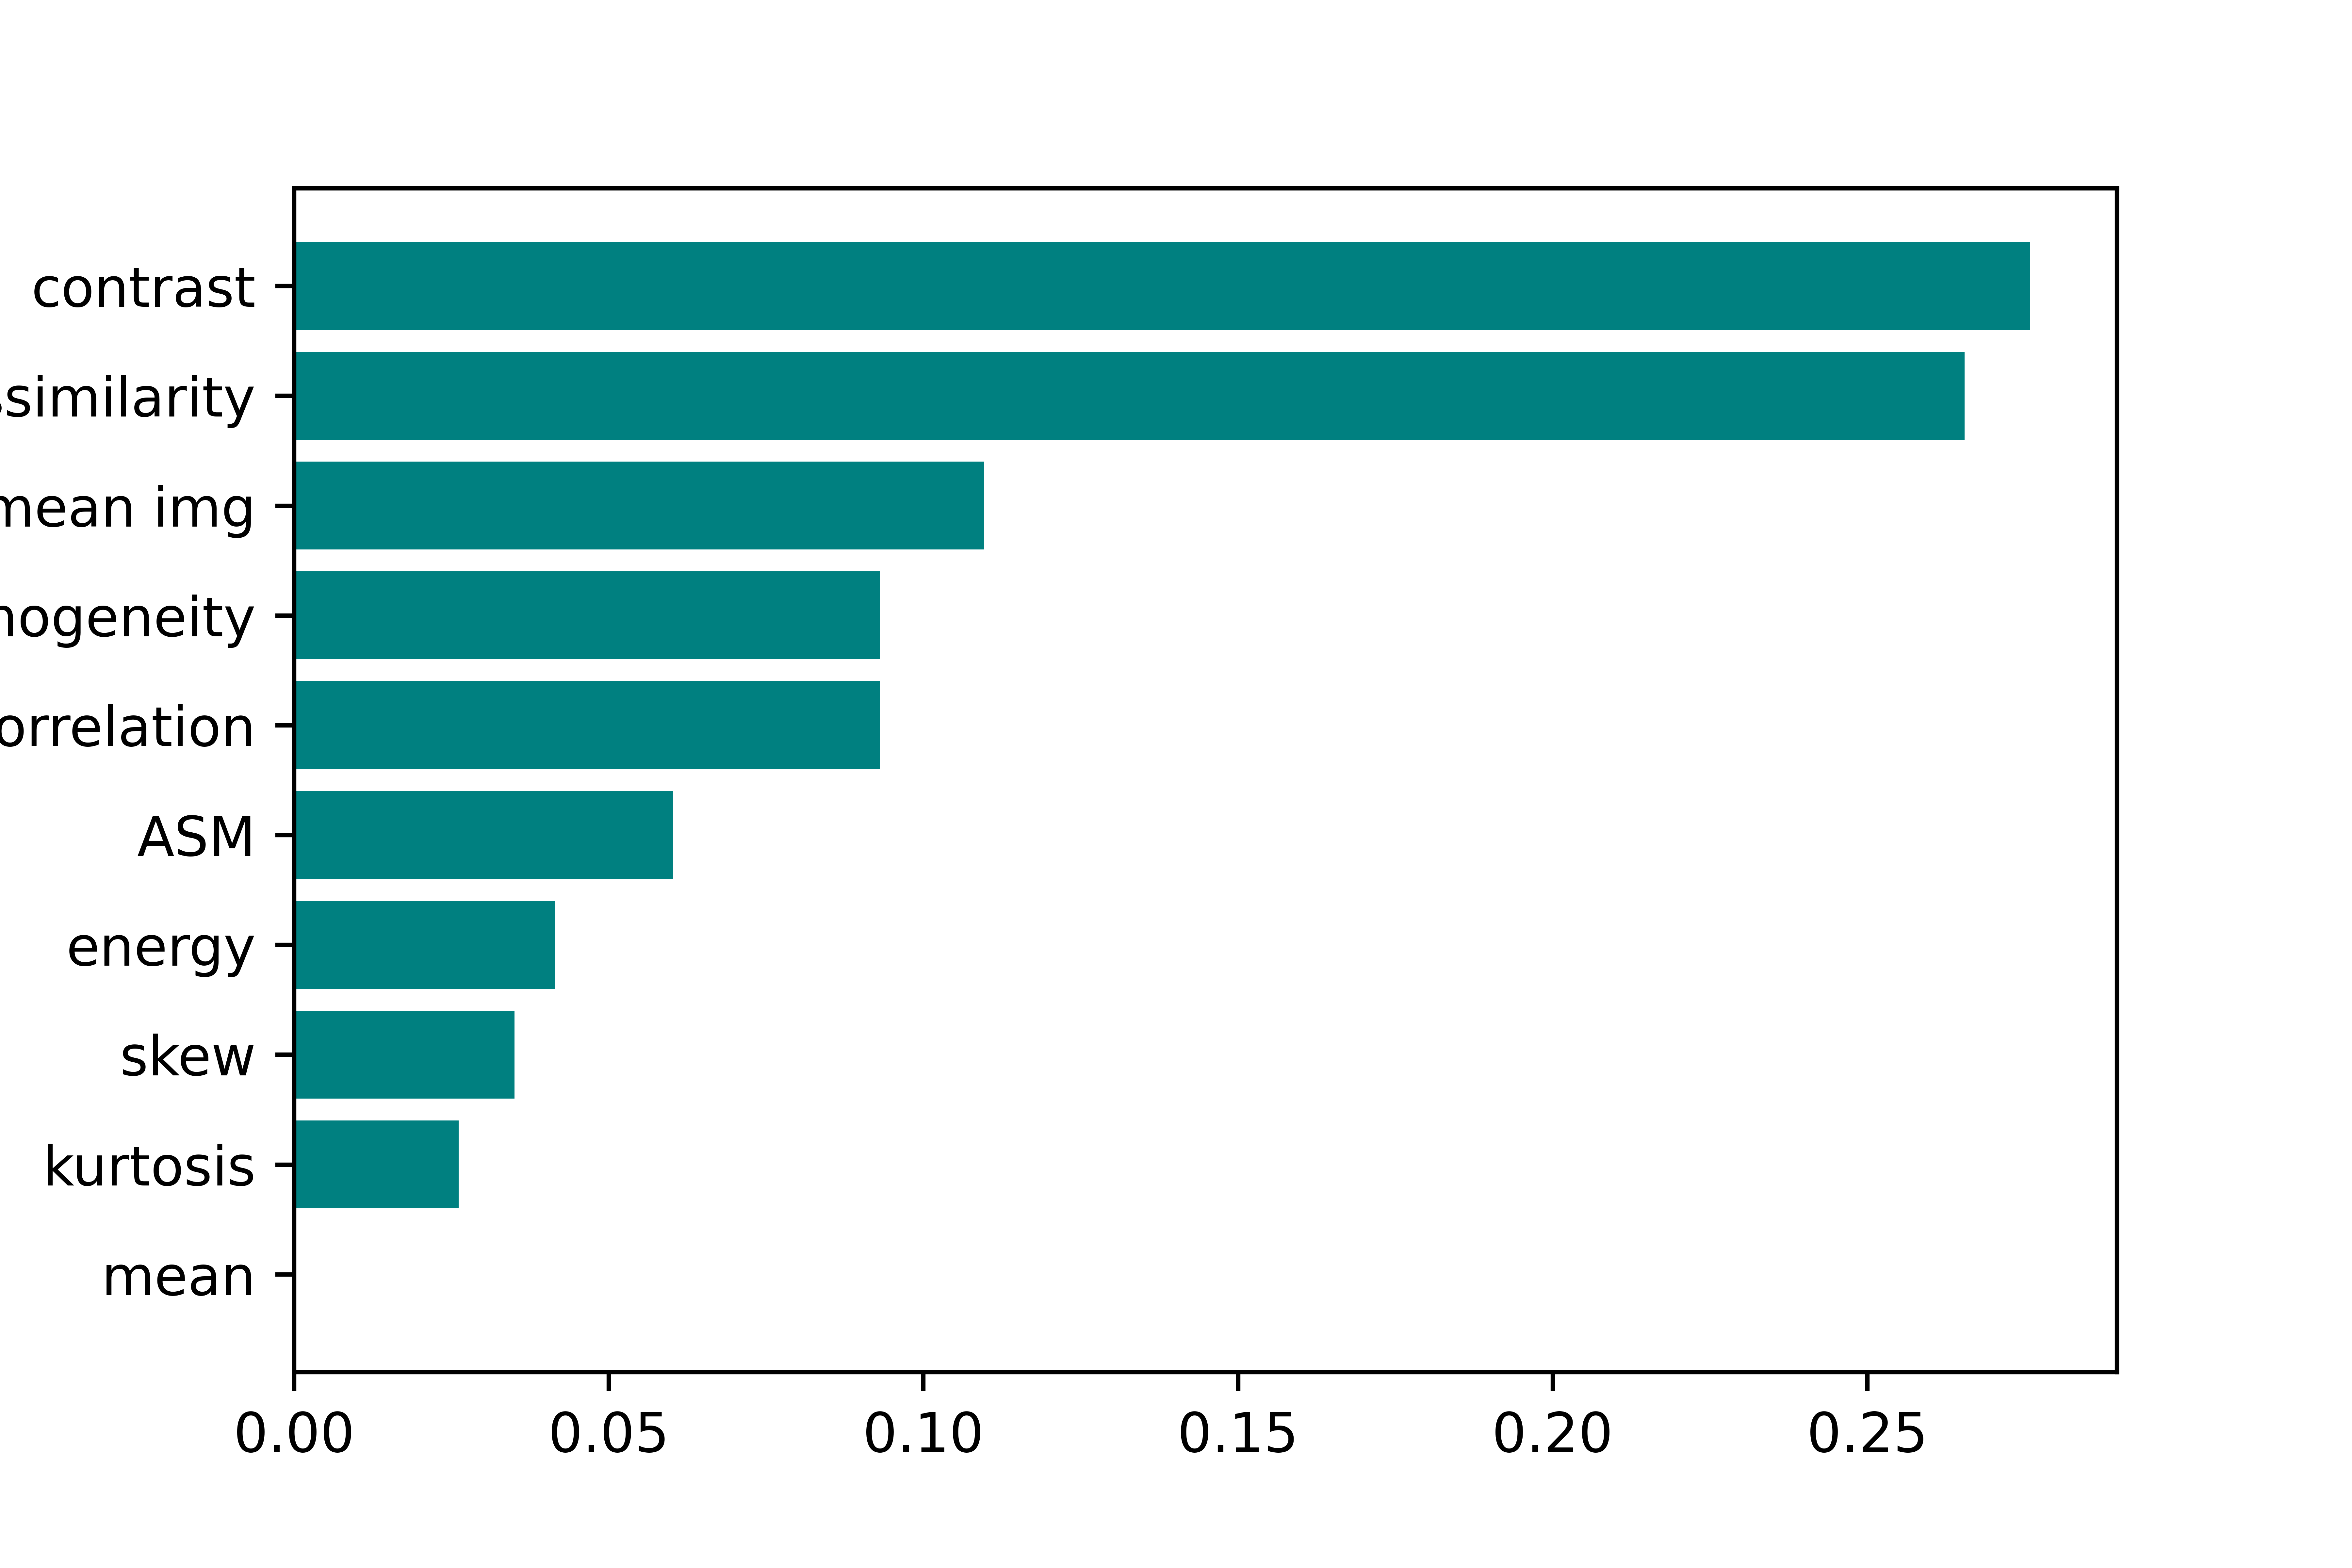 contrast
ssimilarity
mean img
nogeneity
orrelation
ASM
energy
skew
kurtosis
mean
0.00 0.05 0.10 0.15 0.20 0.25